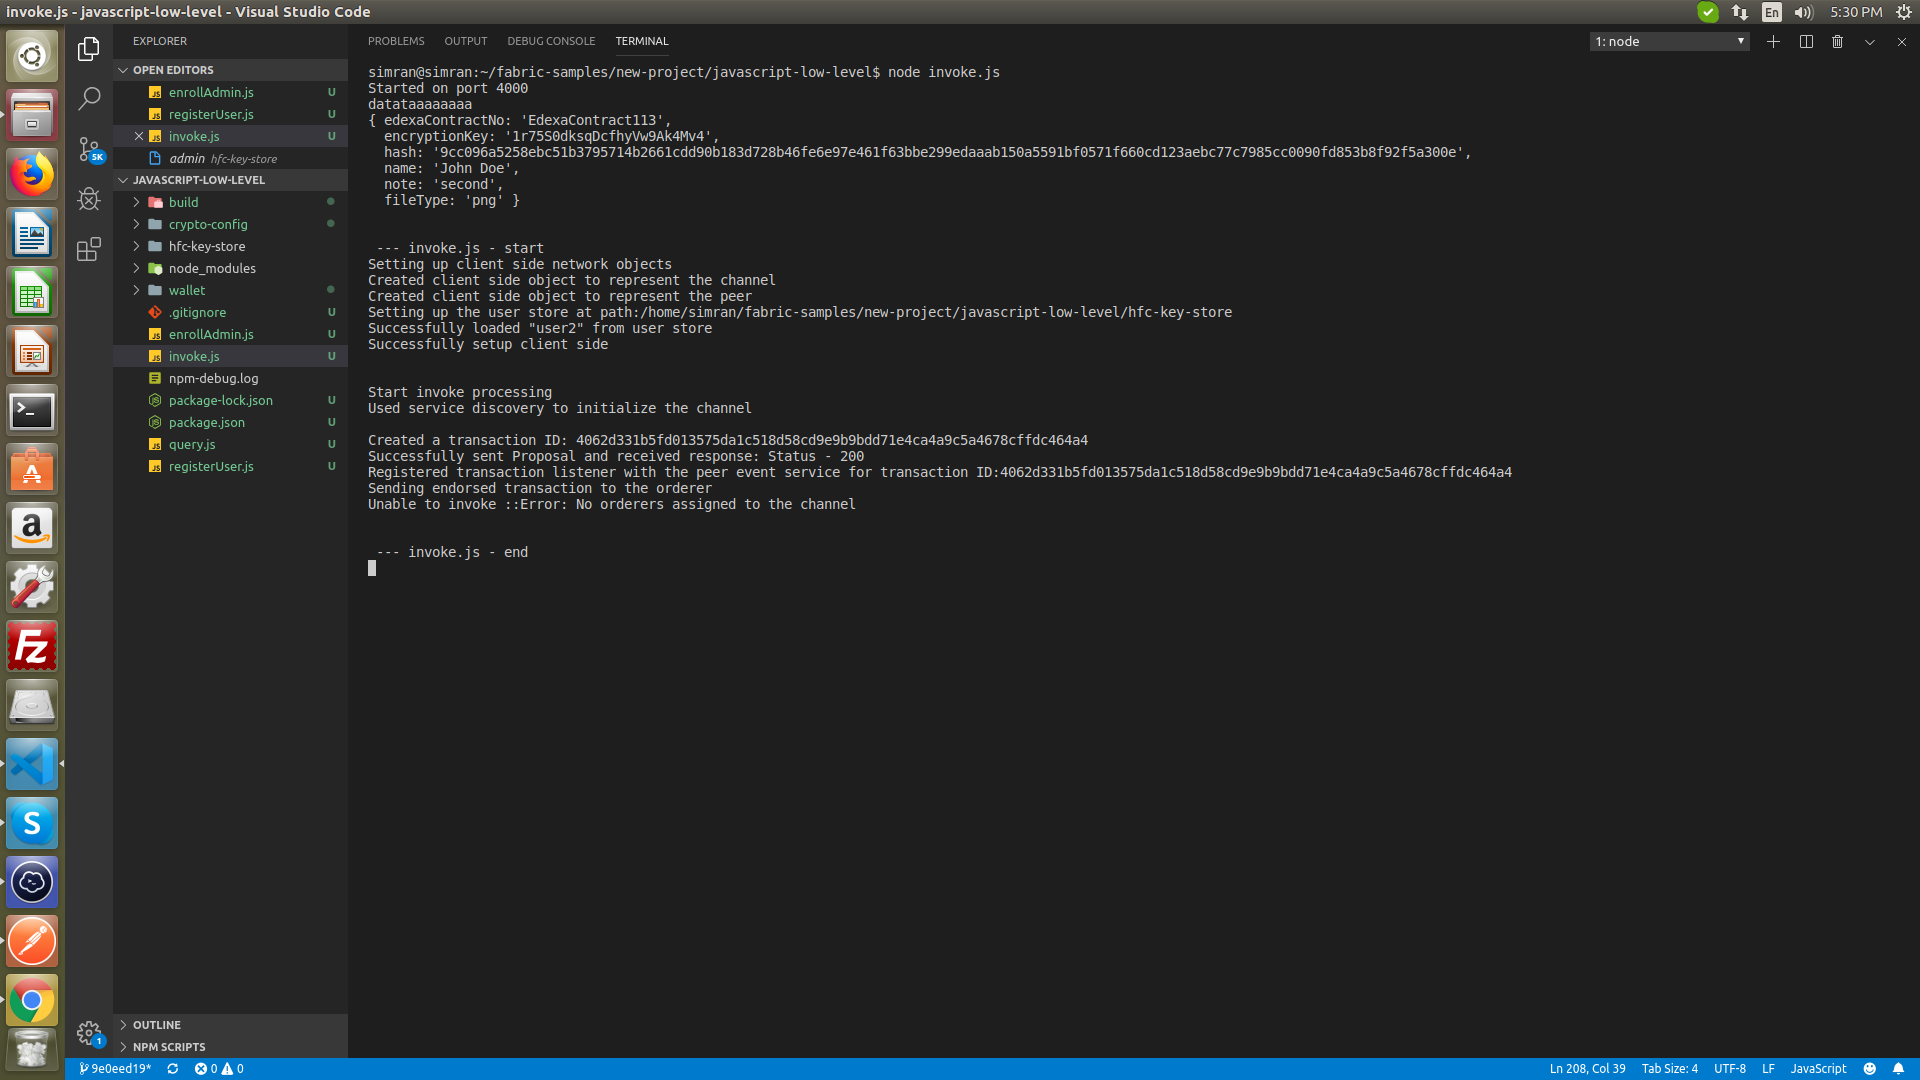 invoke.js - javascript-low-level - Visual Studio Code
En
5:30 PM
EXPLORER
OPEN EDITORS
enrollAdmin.js U
registerUser.js U
invoke.js U
admin hfc-key-store
5K
JAVASCRIPT-LOW-LEVEL
build
crypto-config
hfc-key-store
node_modules
wallet
.gitignore
enrollAdmin.js U
invoke.js U
npm-debug.log
package-lock.json U
package.json U
query.js U
registerUser.js U
OUTLINE
NPM SCRIPTS
1
PROBLEMS OUTPUT DEBUG CONSOLE TERMINAL
1: node
simran@simran:~/fabric-samples/new-project/javascript-low-level$ node invoke.js
Started on port 4000
datataaaaaaaa
{ edexaContractNo: 'EdexaContract113',
encryptionKey: '1r75S0dksqDcfhyVw9Ak4Mv4',
hash: '9cc096a5258ebc51b3795714b2661cdd90b183d728b46fe6e97e461f63bbe299edaaab150a5591bf0571f660cd123aebc77c7985cc0090fd853b8f92f5a300e',
name: 'John Doe',
note: 'second',
fileType: 'png' }
--- invoke.js - start
Setting up client side network objects
Created client side object to represent the channel
Created client side object to represent the peer
Setting up the user store at path:/home/simran/fabric-samples/new-project/javascript-low-level/hfc-key-store
Successfully loaded "user2" from user store
Successfully setup client side
Start invoke processing
Used service discovery to initialize the channel
Created a transaction ID: 4062d331b5fd013575da1c518d58cd9e9b9bdd71e4ca4a9c5a4678cffdc464a4
Successfully sent Proposal and received response: Status - 200
Registered transaction listener with the peer event service for transaction ID:4062d331b5fd013575da1c518d58cd9e9b9bdd71e4ca4a9c5a4678cffdc464a4
Sending endorsed transaction to the orderer
Unable to invoke ::Error: No orderers assigned to the channel
--- invoke.js - end
9e0eed19* 0 0
Ln 208, Col 39 Tab Size: 4 UTF-8 LF JavaScript